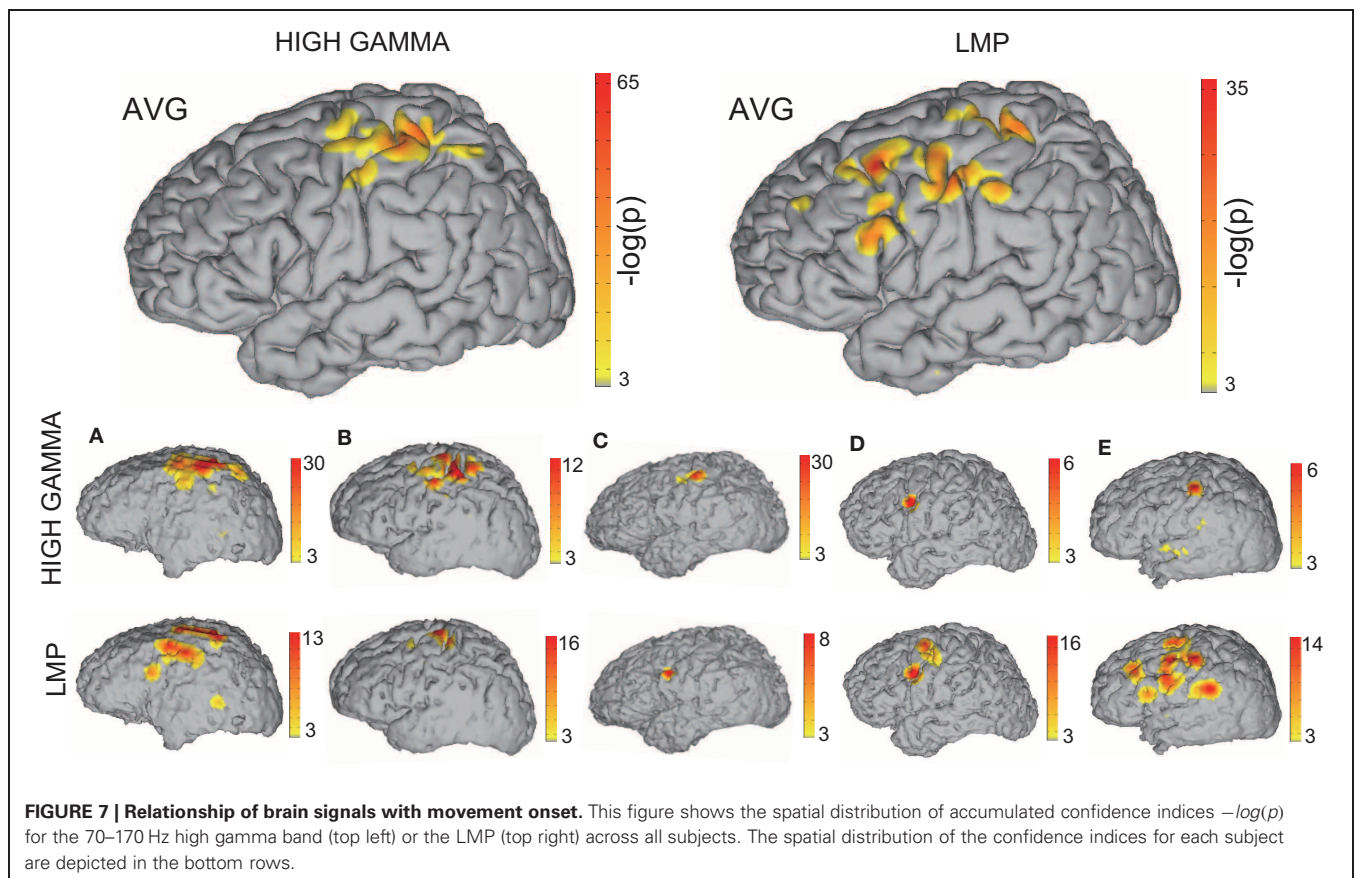 HIGH GAMMA
LMP
AVG
65
-log(p)
3
AVG
35
-log(p)
3
HIGH GAMMA
A
30
3
B
12
3
C
30
3
D
6
3
E
6
3
LMP
13
3
16
3
8
3
16
3
14
3
FIGURE 7 | Relationship of brain signals with movement onset. This figure shows the spatial distribution of accumulated confidence indices −log(p)
for the 70–170 Hz high gamma band (top left) or the LMP (top right) across all subjects. The spatial distribution of the confidence indices for each subject
are depicted in the bottom rows.